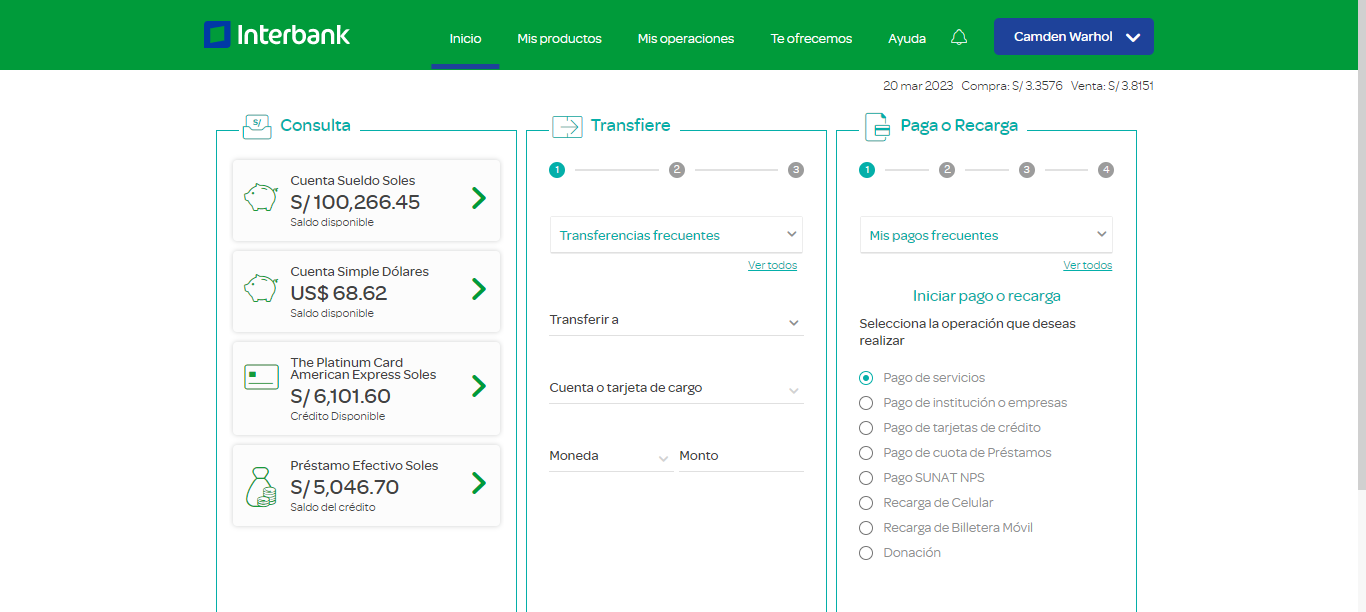 Interbank
Inicio
Mis productos
Mis operaciones
Te ofrecemos
Ayuda
Camden Warhol
20 mar 2023 Compra: S/ 3.3576 Venta: S/ 3.8151
S/
Consulta
Cuenta Sueldo Soles
S/ 100,266.45
Saldo disponible
Cuenta Simple Dólares
US$ 68.62
Saldo disponible
The Platinum Card
American Express Soles
S/ 6,101.60
Crédito Disponible
Préstamo Efectivo Soles
S/ 5,046.70
Saldo del crédito
Transfiere
1 2 3
Transferencias frecuentes
Ver todos
Transferir a
Cuenta o tarjeta de cargo
Moneda Monto
Paga o Recarga
1 2 3 4
Mis pagos frecuentes
Ver todos
Iniciar pago o recarga
Selecciona la operación que deseas
realizar
Pago de servicios
Pago de institución o empresas
Pago de tarjetas de crédito
Pago de cuota de Préstamos
Pago SUNAT NPS
Recarga de Celular
Recarga de Billetera Móvil
Donación